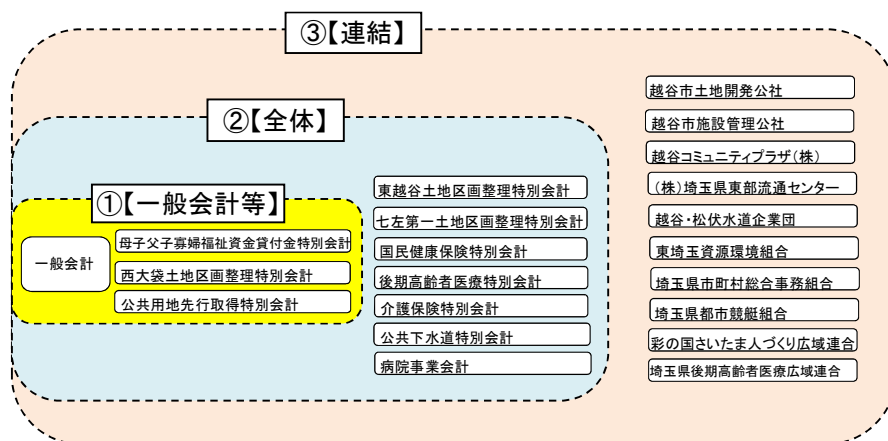 ③【連結】
②【全体】
①【一般会計等】
一般会計
母子父子寡婦福祉資金貸付金特別会計
西大袋土地区画整理特別会計
公共用地先行取得特別会計
東越谷土地区画整理特別会計
七左第一土地区画整理特別会計
国民健康保険特別会計
後期高齢者医療特別会計
介護保険特別会計
公共下水道特別会計
病院事業会計
越谷市土地開発公社
越谷市施設管理公社
越谷コミュニティプラザ(株)
(株)埼玉県東部流通センター
越谷・松伏水道企業団
東埼玉資源環境組合
埼玉県市町村総合事務組合
埼玉県都市競艇組合
彩の国さいたま人づくり広域連合
埼玉県後期高齢者医療広域連合